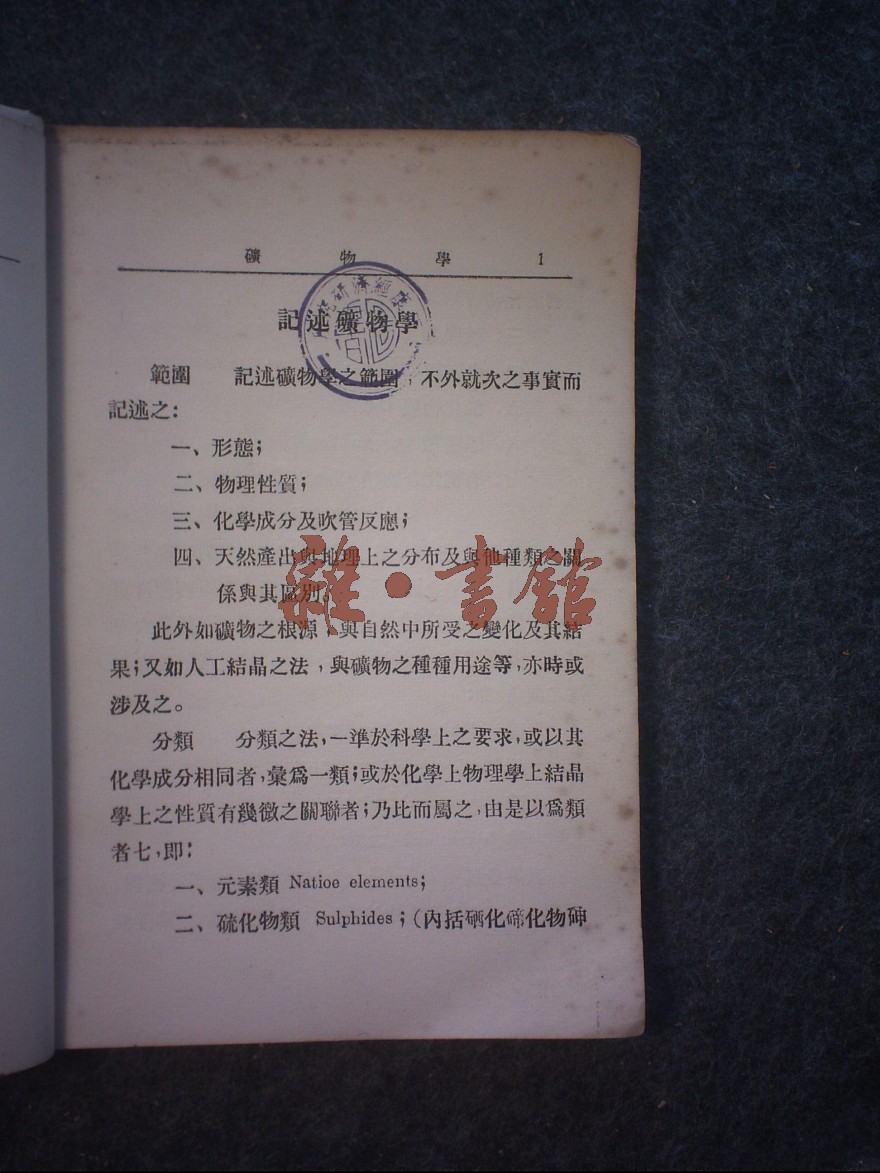 礦物學 1
記述礦物學
範圍 記述礦物學之範圍,不外就次之事實而
記述之:
一、形態;
二、物理性質;
三、化學成分及吹管反應;
四、天然產出與地理上之分布及與他種類之關
係與其區別。
此外如礦物之根源,與自然中所受之變化及其結
果;又如人工結晶之法,與礦物之種種用途等,亦時或
涉及之。
分類 分類之法,一準於科學上之要求,或以其
化學成分相同者,彙爲一類;或於化學上物理學上結晶
學上之性質有幾微之關聯者;乃比而屬之,由是以爲類
者七,即:
一、元素類 Natioe elements;
二、硫化物類 Sulphides;(內括硒化碲化物砷
雜·書館